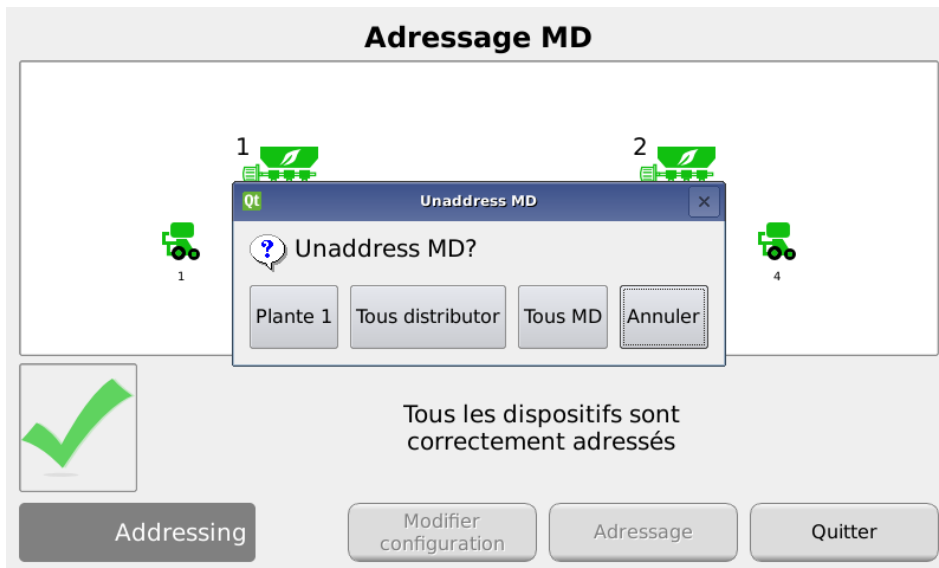 Adressage MD
1
2
Qt
Unaddress MD
?
Unaddress MD?
Plante 1
Tous distributor
Tous MD
Annuler
1
4
Tous les dispositifs sont
correctement adressés
Addressing
Modifier
configuration
Adressage
Quitter